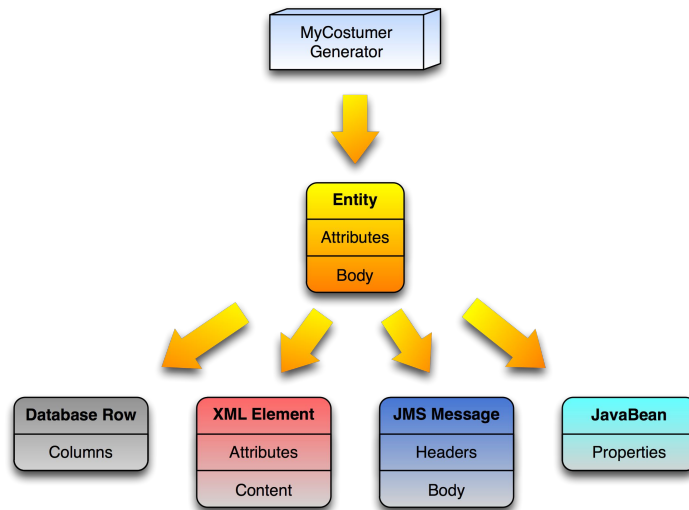 MyCostumer
Generator
Entity
Attributes
Body
Database Row
Columns
XML Element
Attributes
Content
JMS Message
Headers
Body
JavaBean
Properties